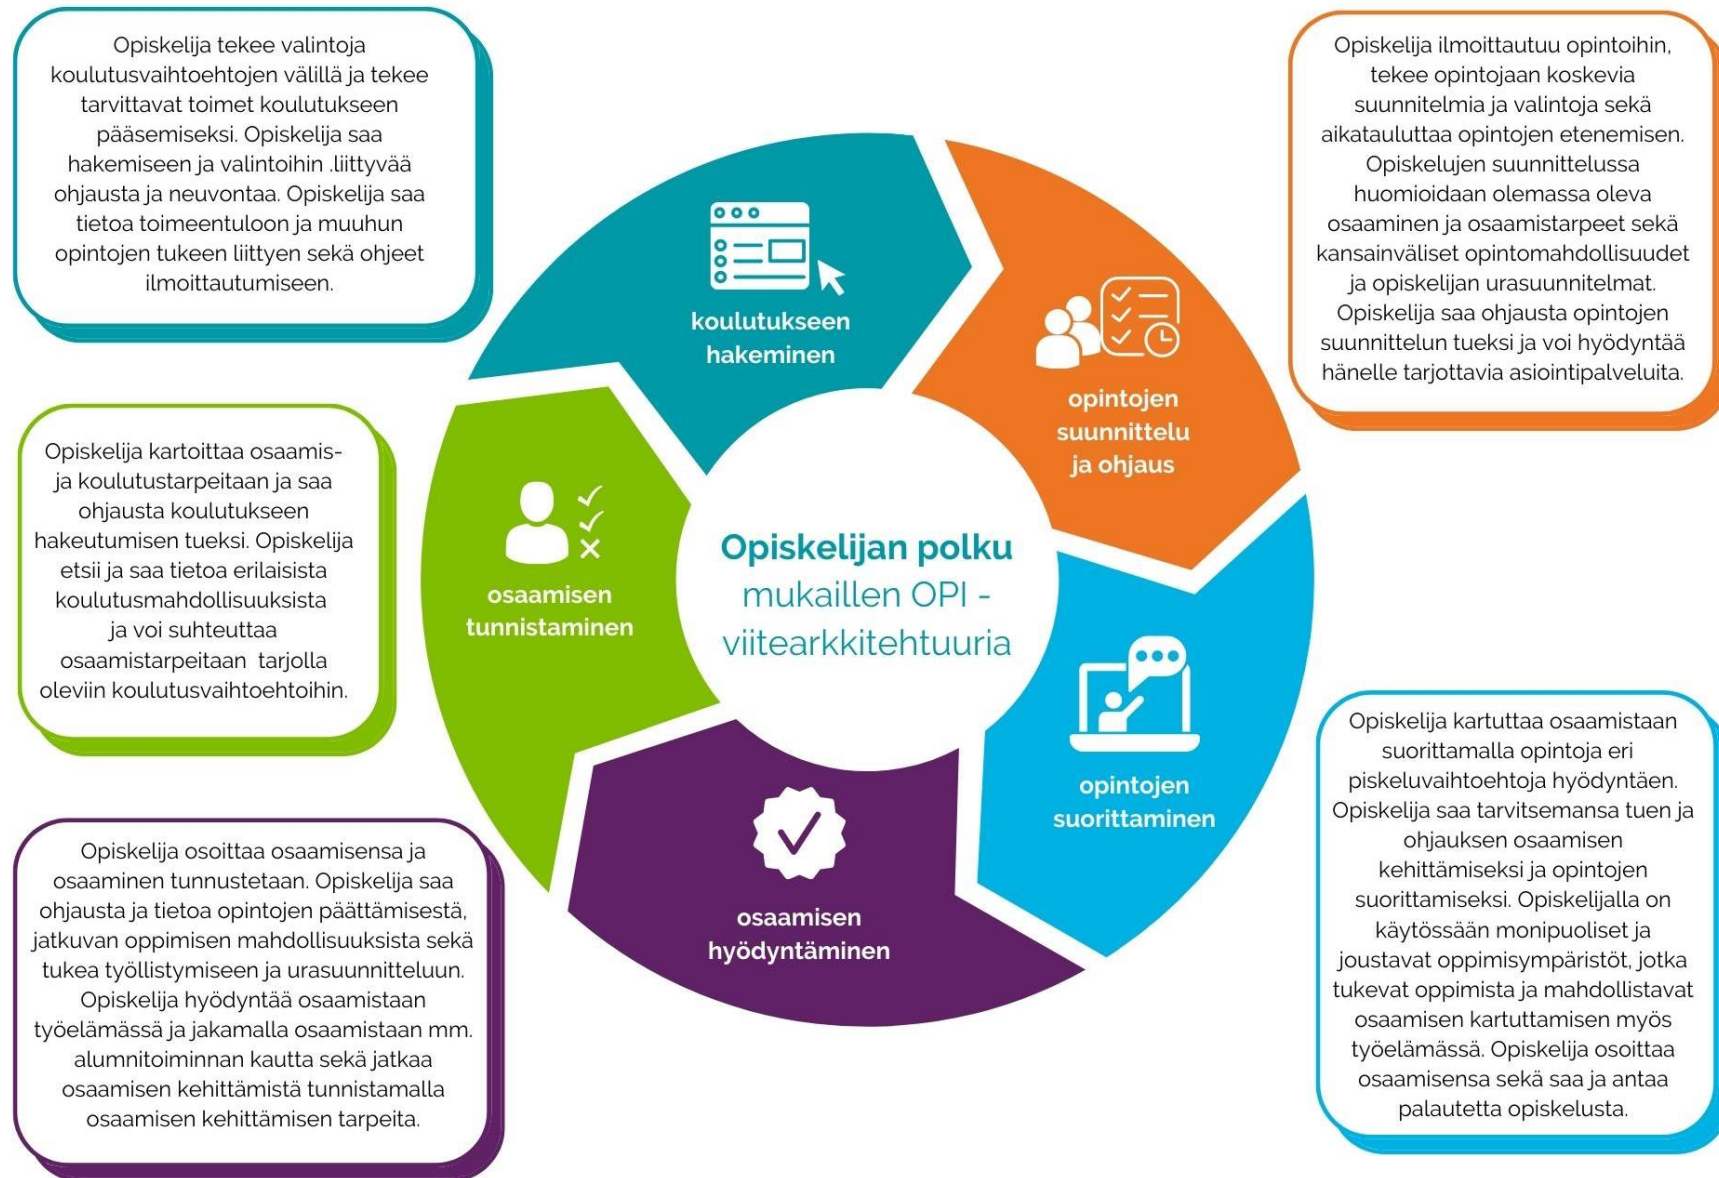 Opiskelija tekee valintoja
koulutusvaihtoehtojen välillä ja tekee
tarvittavat toimet koulutukseen
pääsemiseksi. Opiskelija saa
hakemiseen ja valintoihin .liittyvää
ohjausta ja neuvontaa. Opiskelija saa
tietoa toimeentuloon ja muuhun
opintojen tukeen liittyen sekä ohjeet
ilmoittautumiseen.
Opiskelija ilmoittautuu opintoihin,
tekee opintojaan koskevia
suunnitelmia ja valintoja sekä
aikatauluttaa opintojen etenemisen.
Opiskelujen suunnittelussa
huomioidaan olemassa oleva
osaaminen ja osaamistarpeet sekä
kansainväliset opintomahdollisuudet
ja opiskelijan urasuunnitelmat.
Opiskelija saa ohjausta opintojen
suunnittelun tueksi ja voi hyödyntää
hänelle tarjottavia asiointipalveluita.
koulutukseen
hakeminen
opintojen
suunnittelu
ja ohjaus
Opiskelija kartoittaa osaamis-
ja koulutustarpeitaan ja saa
ohjausta koulutukseen
hakeutumisen tueksi. Opiskelija
etsii ja saa tietoa erilaisista
koulutusmahdollisuuksista
ja voi suhteuttaa
osaamistarpeitaan tarjolla
oleviin koulutusvaihtoehtoihin.
osaamisen
tunnistaminen
Opiskelijan polku
mukaillen OPI -
viitearkkitehtuuria
opintojen
suorittaminen
Opiskelija kartuttaa osaamistaan
suorittamalla opintoja eri
piskeluvaihtoehtoja hyödyntäen.
Opiskelija saa tarvitsemansa tuen ja
ohjauksen osaamisen
kehittämiseksi ja opintojen
suorittamiseksi. Opiskelijalla on
käytössään monipuoliset ja
joustavat oppimisympäristöt, jotka
tukevat oppimista ja mahdollistavat
osaamisen kartuttamisen myös
työelämässä. Opiskelija osoittaa
osaamisensa sekä saa ja antaa
palautetta opiskelusta.
Opiskelija osoittaa osaamisensa ja
osaaminen tunnustetaan. Opiskelija saa
ohjausta ja tietoa opintojen päättämisestä,
jatkuvan oppimisen mahdollisuuksista sekä
tukea työllistymiseen ja urasuunnitteluun.
Opiskelija hyödyntää osaamistaan
työelämässä ja jakamalla osaamistaan mm.
alumnitoiminnan kautta sekä jatkaa
osaamisen kehittämistä tunnistamalla
osaamisen kehittämisen tarpeita.
osaamisen
hyödyntäminen